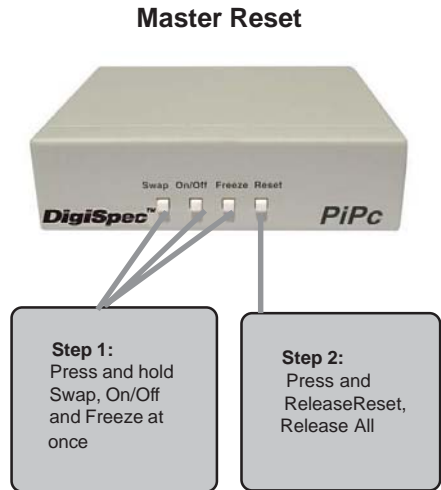 Master Reset
Swap On/Off Freeze Reset
DigiSpec™ PiPc
Step 1:
Press and hold
Swap, On/Off
and Freeze at
once
Step 2:
Press and
ReleaseReset,
Release All